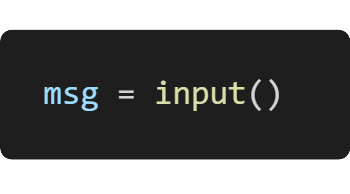 msg = input()